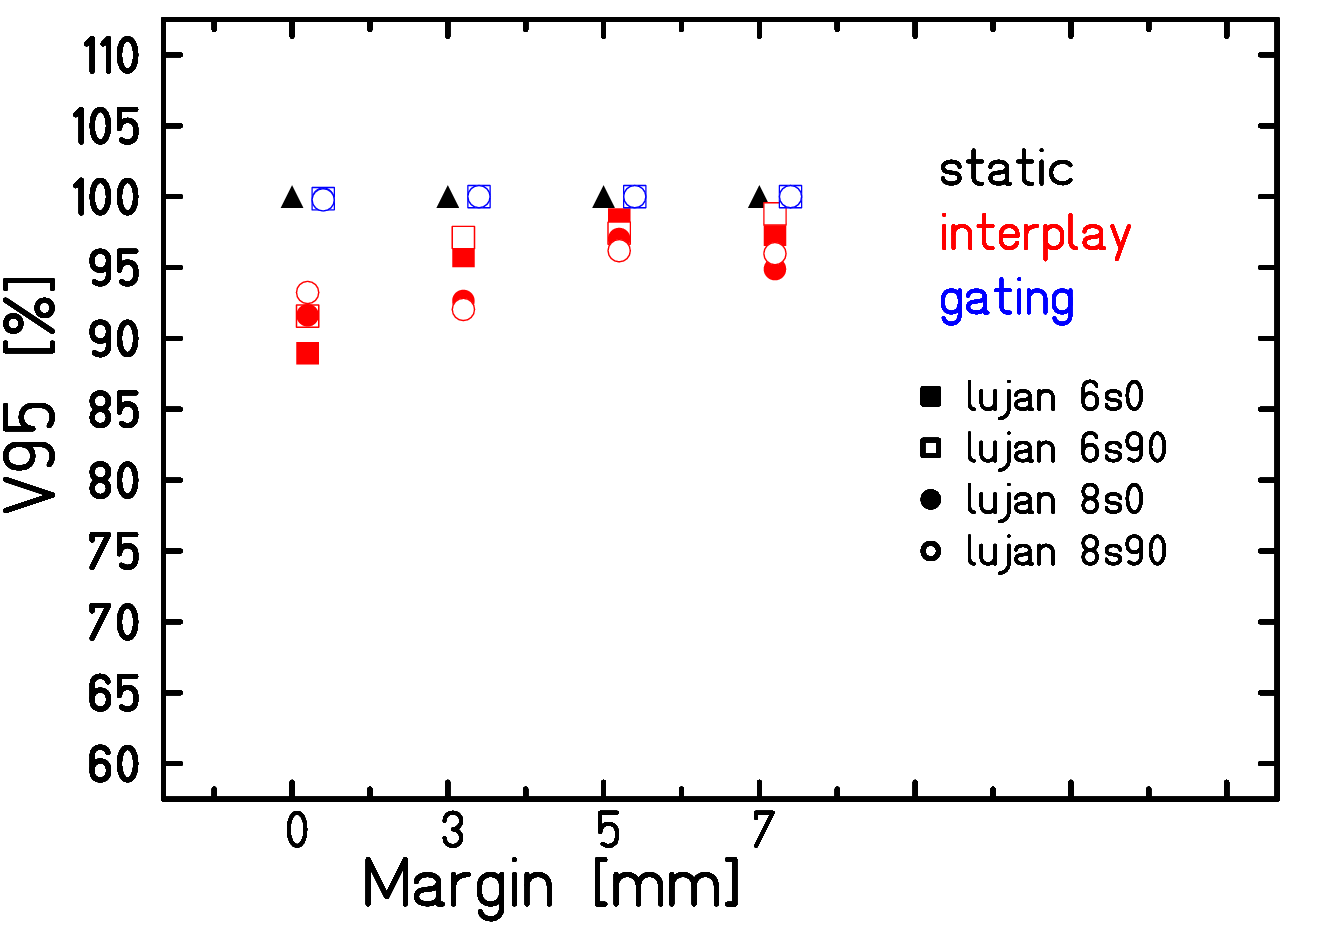 110
105
100
95
90
85
80
75
70
65
60
V95 [%]
0 3 5 7
Margin [mm]
static
interplay
gating
lujan 6s0
lujan 6s90
lujan 8s0
lujan 8s90